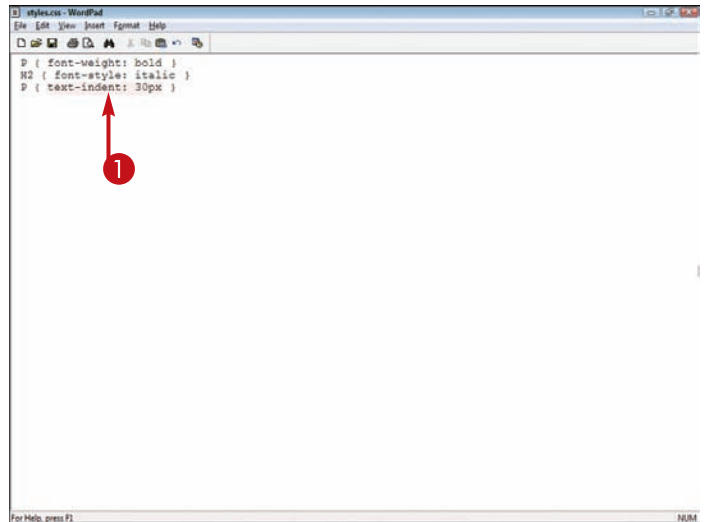 styles.css - WordPad
File Edit View Insert Format Help
P { font-weight: bold }
H2 { font-style: italic }
P { text-indent: 30px }
1
For Help, press F1
NUM